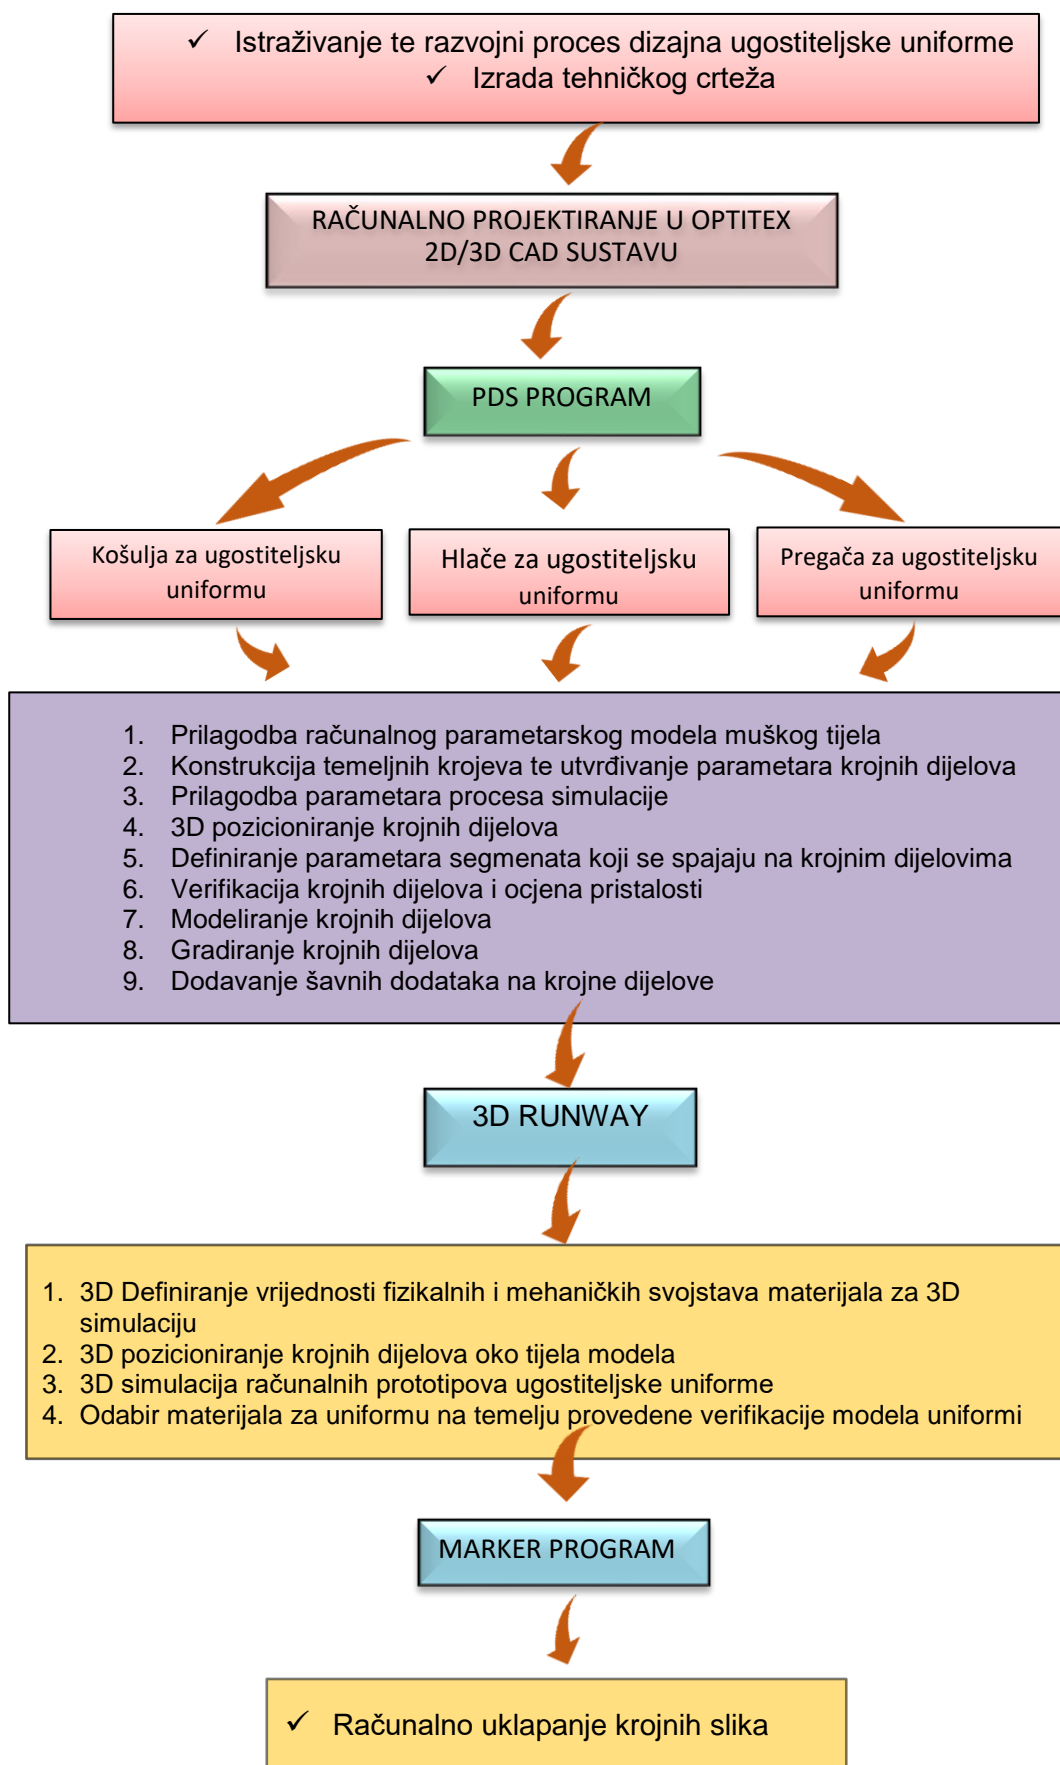 ✓ Istraživanje te razvojni proces dizajna ugostiteljske uniforme
✓ Izrada tehničkog crteža
RAČUNALNO PROJEKTIRANJE U OPTITEX
2D/3D CAD SUSTAVU
PDS PROGRAM
Košulja za ugostiteljsku
uniformu
Hlače za ugostiteljsku
uniformu
Pregača za ugostiteljsku
uniformu
1. Prilagodba računalnog parametarskog modela muškog tijela
2. Konstrukcija temeljnih krojeva te utvrđivanje parametara krojnih dijelova
3. Prilagodba parametara procesa simulacije
4. 3D pozicioniranje krojnih dijelova
5. Definiranje parametara segmenata koji se spajaju na krojnim dijelovima
6. Verifikacija krojnih dijelova i ocjena pristalosti
7. Modeliranje krojnih dijelova
8. Gradiranje krojnih dijelova
9. Dodavanje šavnih dodataka na krojne dijelove
3D RUNWAY
1. 3D Definiranje vrijednosti fizikalnih i mehaničkih svojstava materijala za 3D
simulaciju
2. 3D pozicioniranje krojnih dijelova oko tijela modela
3. 3D simulacija računalnih prototipova ugostiteljske uniforme
4. Odabir materijala za uniformu na temelju provedene verifikacije modela uniformi
MARKER PROGRAM
✓ Računalno uklapanje krojnih slika